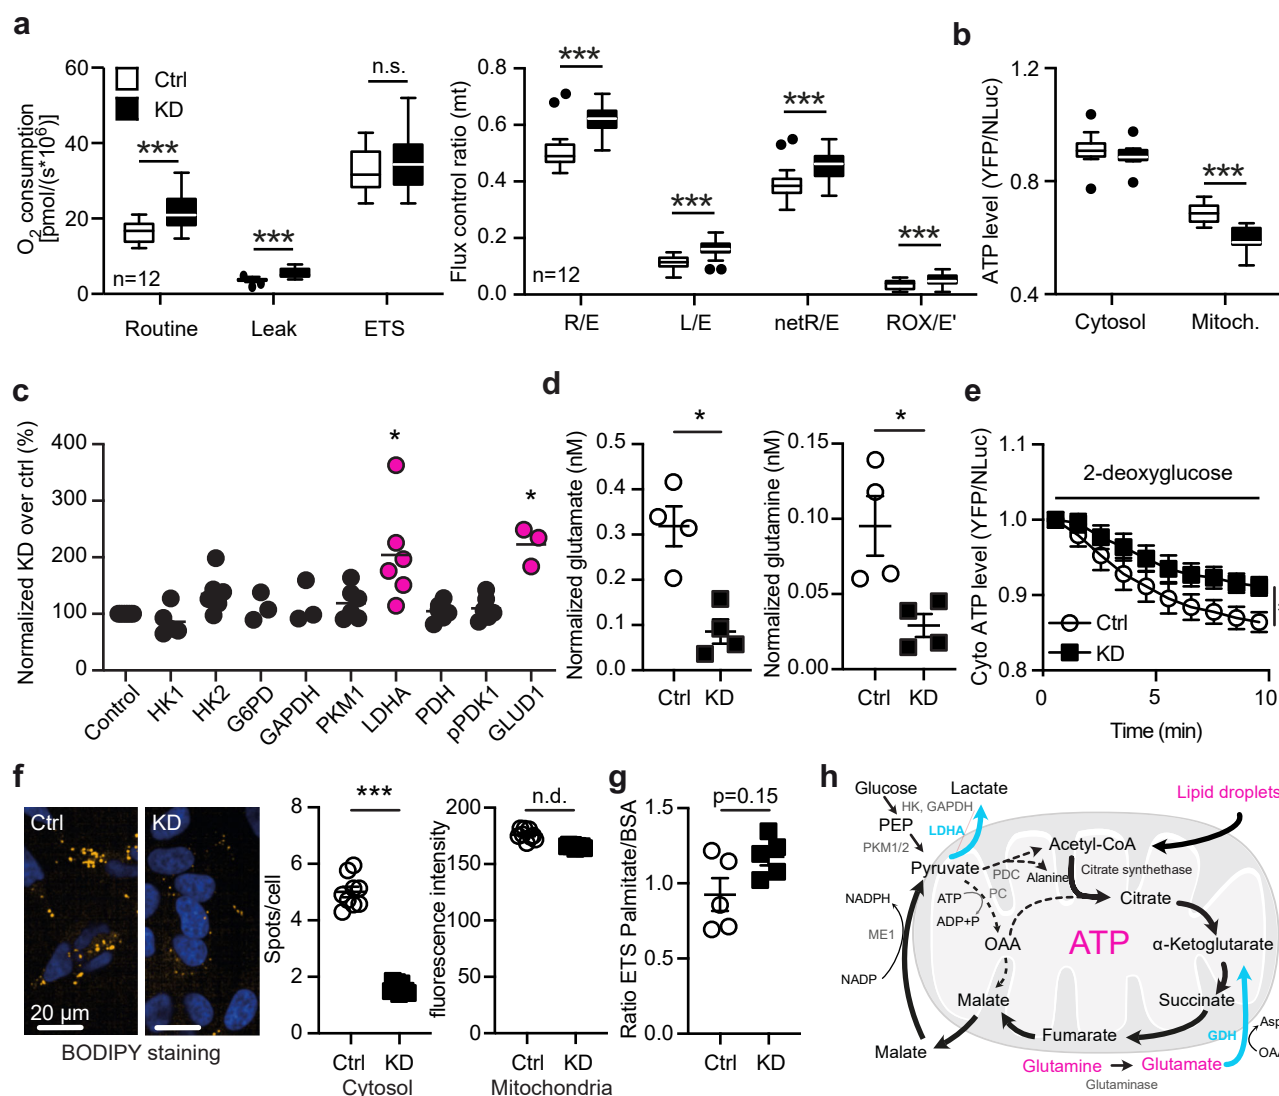 a
O2 consumption
[pmol/(s*10⁶)]
60
40
20
0
Ctrl
KD
***
***
n.s.
n=12
Routine
Leak
ETS
Flux control ratio (mt)
0.8
0.6
0.4
0.2
0.0
***
***
***
***
n=12
R/E
L/E
netR/E
ROX/E'
b
ATP level (YFP/NLuc)
1.2
0.8
0.4
***
Cytosol
Mitoch.
c
Normalized KD over ctrl (%)
400
300
200
100
0
*
*
Control
HK1
HK2
G6PD
GAPDH
PKM1
LDHA
PDH
pPDK1
GLUD1
d
Normalized glutamate (nM)
0.5
0.4
0.3
0.2
0.1
0.0
*
Ctrl
KD
Normalized glutamine (nM)
0.15
0.10
0.05
0.00
*
Ctrl
KD
e
Cyto ATP level (YFP/NLuc)
1.1
1.0
0.9
0.8
2-deoxyglucose
Ctrl
KD
0
5
10
Time (min)
f
Ctrl
KD
20 µm
BODIPY staining
Spots/cell
8
6
4
2
0
***
Ctrl
KD
Cytosol
fluorescence intensity
200
150
100
50
0
n.d.
Ctrl
KD
Mitochondria
g
Ratio ETS Palmitate/BSA
1.5
1.0
0.5
0.0
p=0.15
Ctrl
KD
h
Glucose
Lactate
Lipid droplets
HK, GAPDH
PEP
LDHA
PKM1/2
Acetyl-CoA
Pyruvate
PDC
Alanine
Citrate synthetase
PC
NADPH
ATP
Citrate
ADP+P
ME1
OAA
ATP
α-Ketoglutarate
NADP
Malate
Succinate
Fumarate
GDH
Asp
OA
Malate
Glutamine
Glutamate
Glutaminase